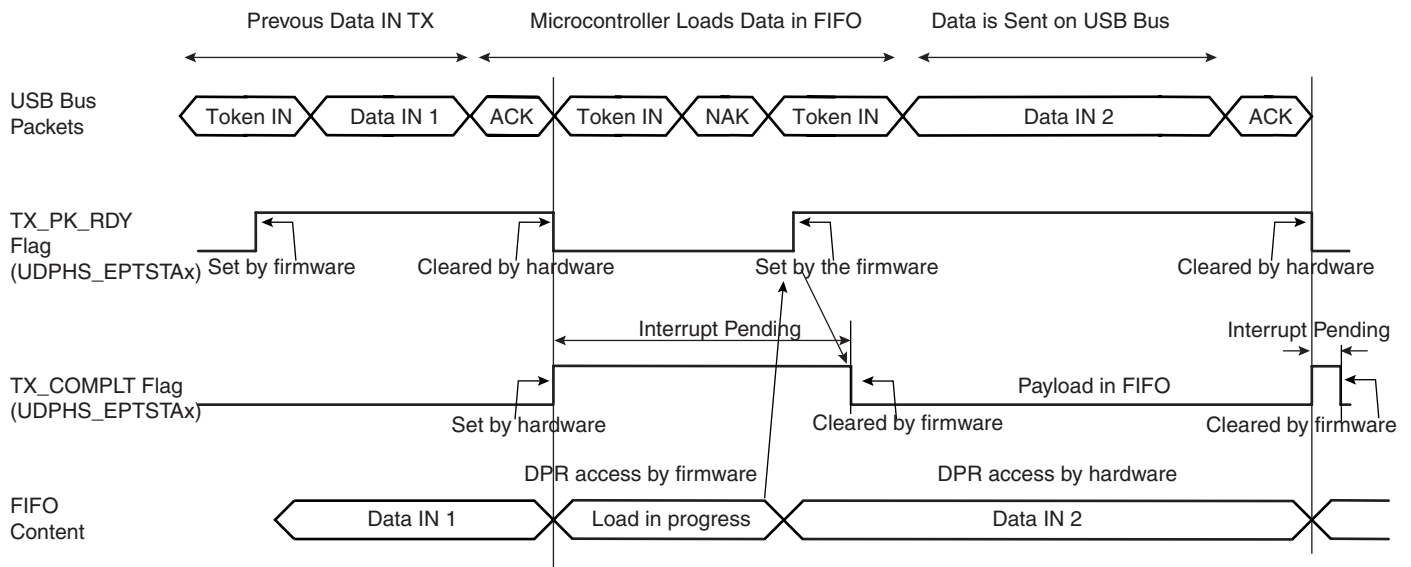 Prevous Data IN TX
Microcontroller Loads Data in FIFO
Data is Sent on USB Bus
USB Bus
Packets
Token IN
Data IN 1
ACK
Token IN
NAK
Token IN
Data IN 2
ACK
TX_PK_RDY
Flag
(UDPHS_EPTSTAx)
Set by firmware
Cleared by hardware
Set by the firmware
Cleared by hardware
Interrupt Pending
Interrupt Pending
TX_COMPLT Flag
(UDPHS_EPTSTAx)
Payload in FIFO
Set by hardware
Cleared by firmware
Cleared by firmware
DPR access by firmware
DPR access by hardware
FIFO
Content
Data IN 1
Load in progress
Data IN 2